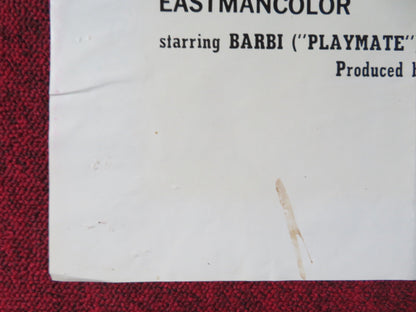 EASTMANCOLOR
starring BARBI ("PLAYMATE"
Produced